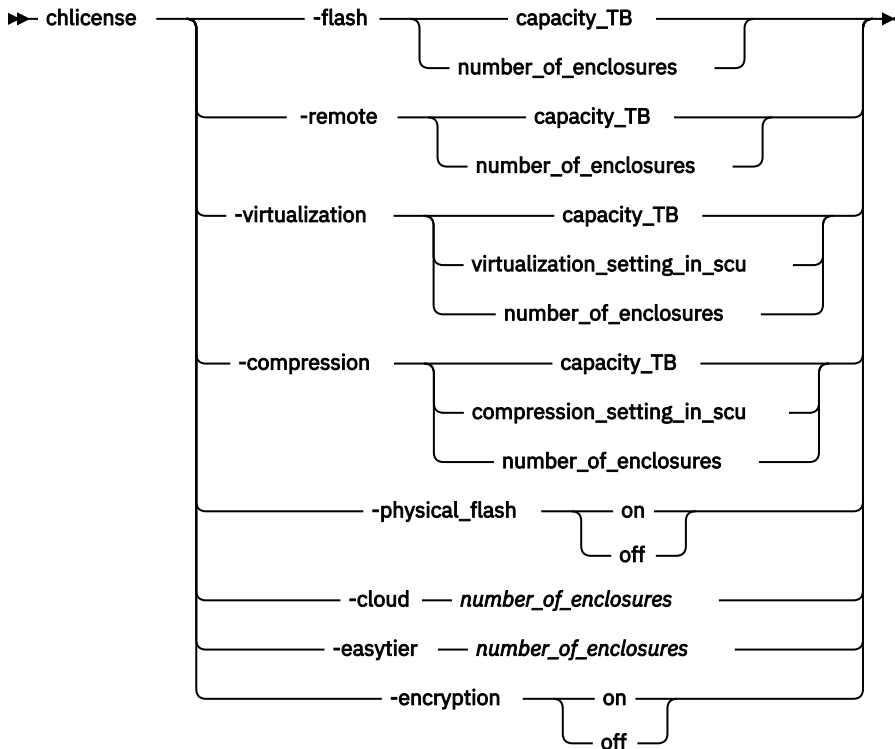 chlicense -flash capacity_TB
number_of_enclosures
-remote capacity_TB
number_of_enclosures
-virtualization capacity_TB
virtualization_setting_in_scu
number_of_enclosures
-compression capacity_TB
compression_setting_in_scu
number_of_enclosures
-physical_flash on
off
-cloud number_of_enclosures
-easytier number_of_enclosures
-encryption on
off